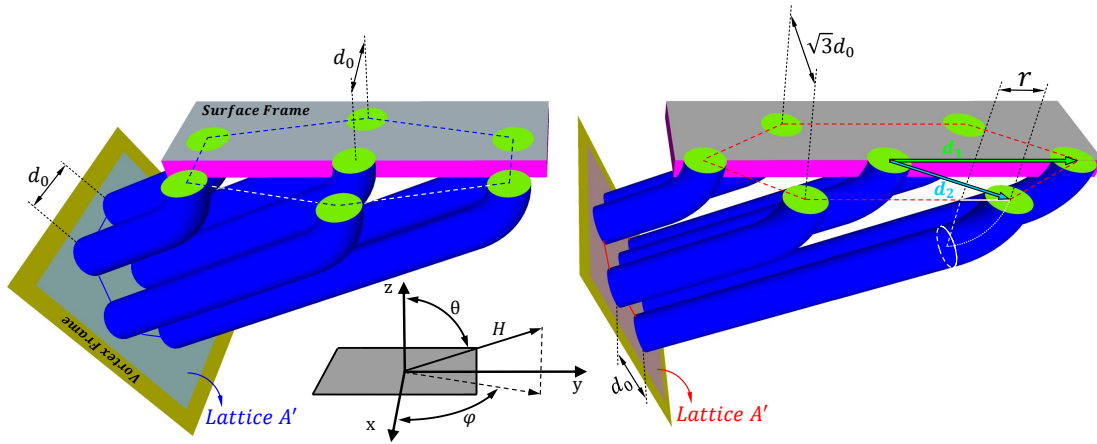 d₀
Surface Frame
d₀
Vortex Frame
Lattice A′
z
θ
H
y
x
φ
√3d₀
r
d₁
d₂
d₀
Lattice A′